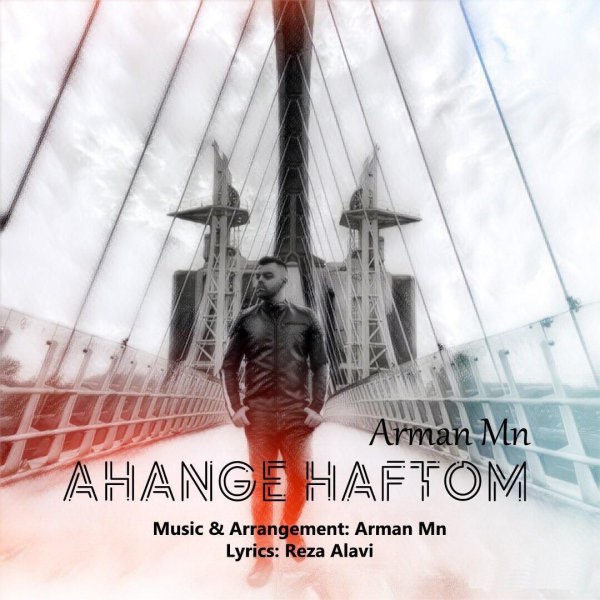 Arman Mn
AHANGE HAFTOM
Music & Arrangement: Arman Mn
Lyrics: Reza Alavi